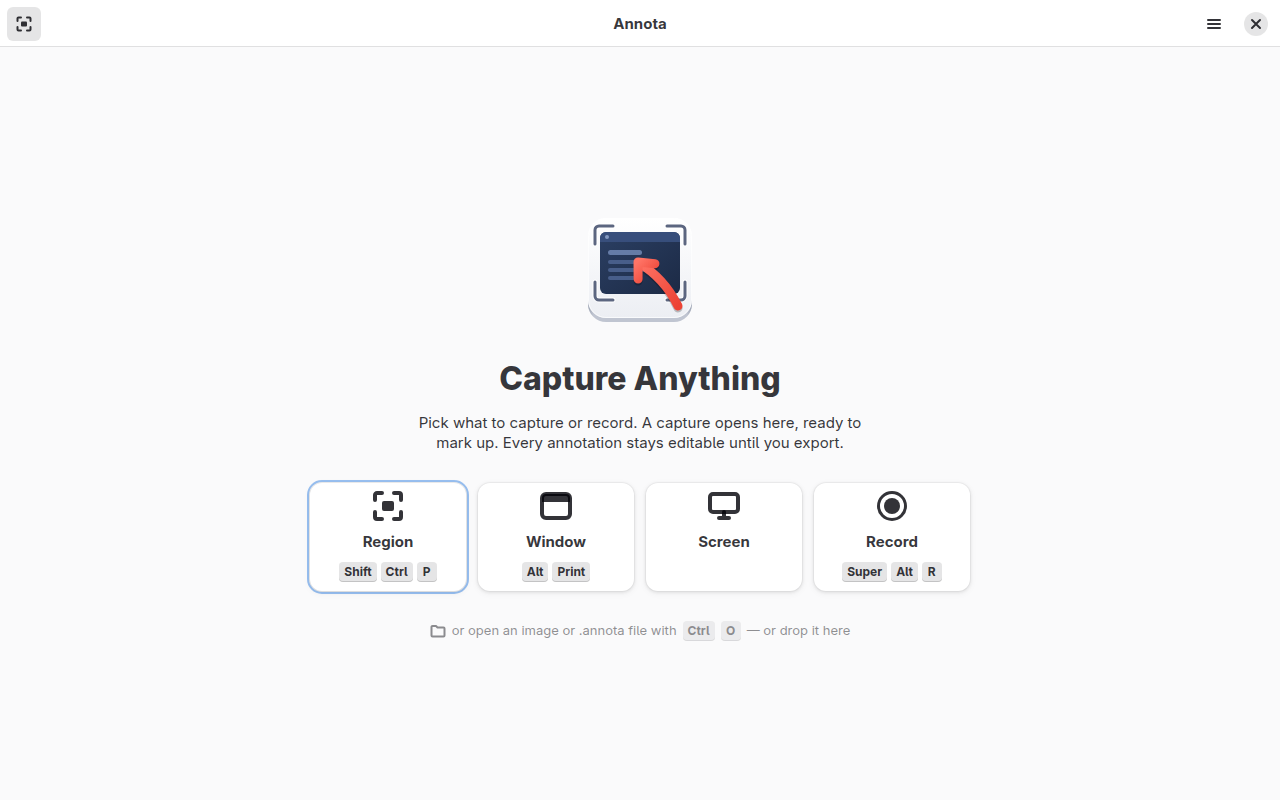 Annota
Capture Anything
Pick what to capture or record. A capture opens here, ready to
mark up. Every annotation stays editable until you export.
Region
Shift Ctrl P
Window
Alt Print
Screen
Record
Super Alt R
or open an image or .annota file with Ctrl O — or drop it here